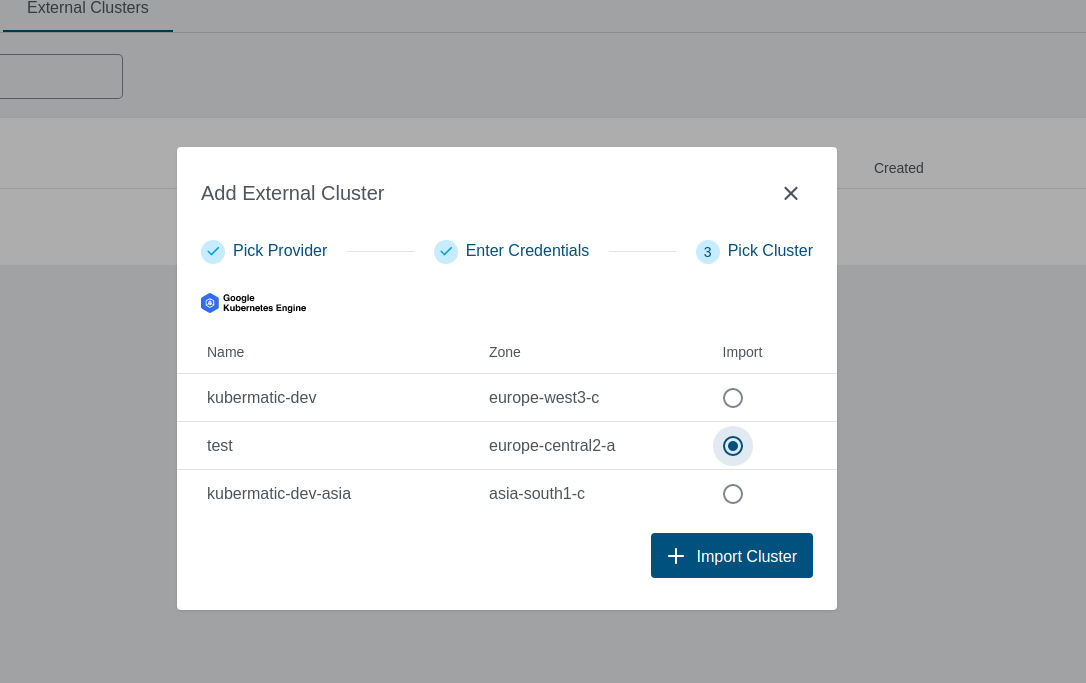 External Clusters
Created
Add External Cluster
Pick Provider
Enter Credentials
3 Pick Cluster
Google
Kubernetes Engine
Name Zone Import
kubermatic-dev europe-west3-c
test europe-central2-a
kubermatic-dev-asia asia-south1-c
Import Cluster